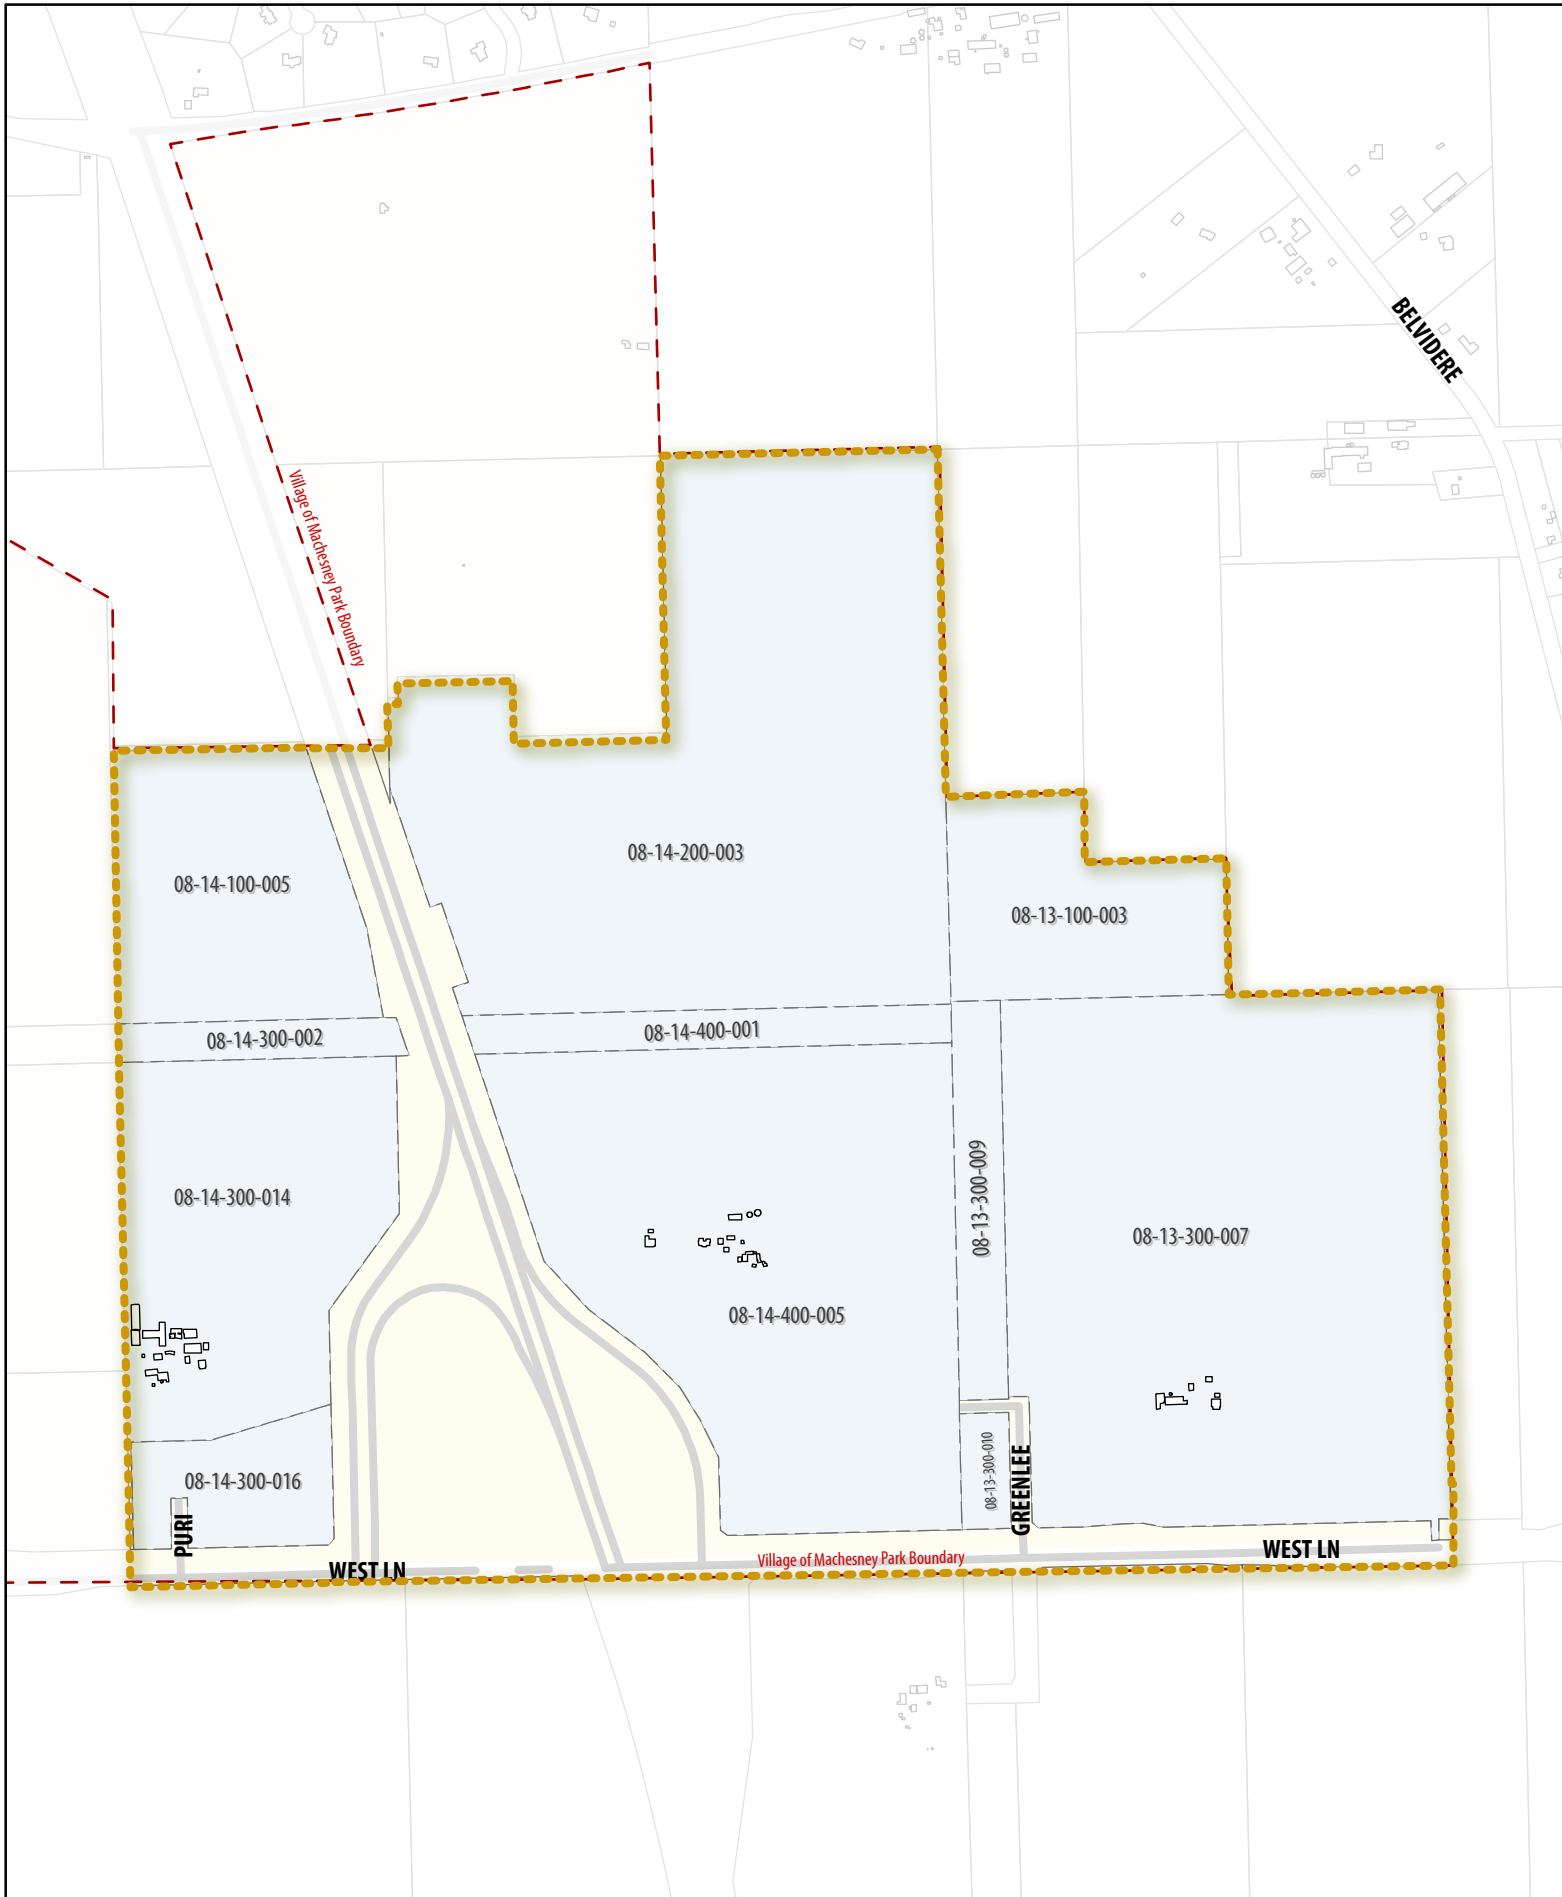 BELVIDERE
Village of Machesney Park Boundary
08-14-200-003
08-14-100-005
08-13-100-003
08-14-300-002
08-14-400-001
08-13-300-009
08-14-300-014
08-13-300-007
08-14-400-005
08-14-300-016
08-13-300-010
GREENLEE
PURI
WEST LN
Village of Machesney Park Boundary
WEST LN